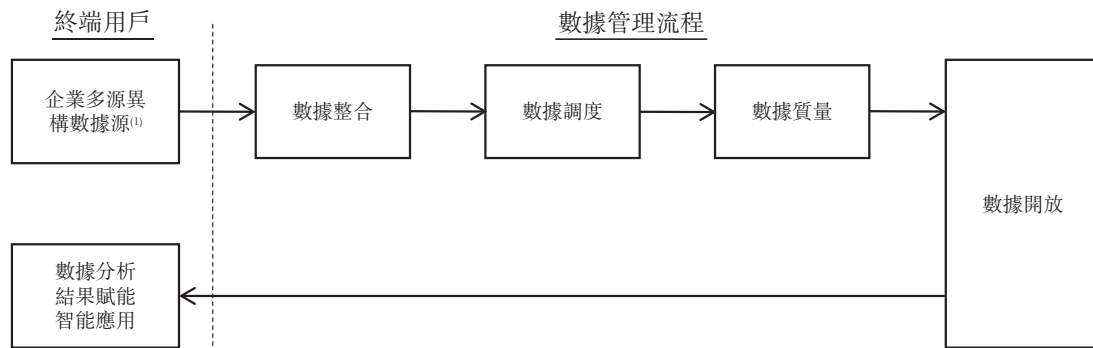 終端用戶
數據管理流程
企業多源異
構數據源(1)
數據整合
數據調度
數據質量
數據開放
數據分析
結果賦能
智能應用